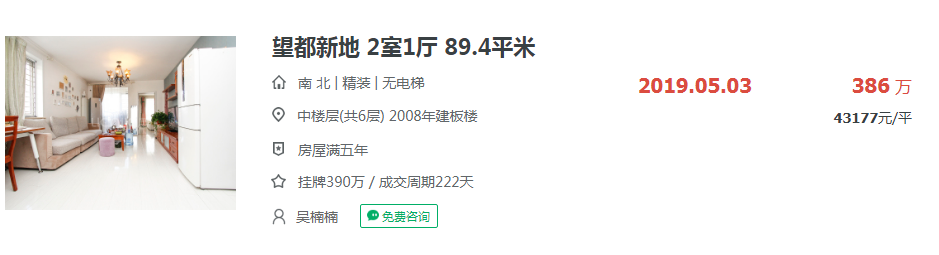 望都新地 2室1厅 89.4平米
南 北 | 精装 | 无电梯
2019.05.03
386 万
中楼层(共6层) 2008年建板楼
43177元/平
房屋满五年
挂牌390万 / 成交周期222天
吴楠楠
免费咨询